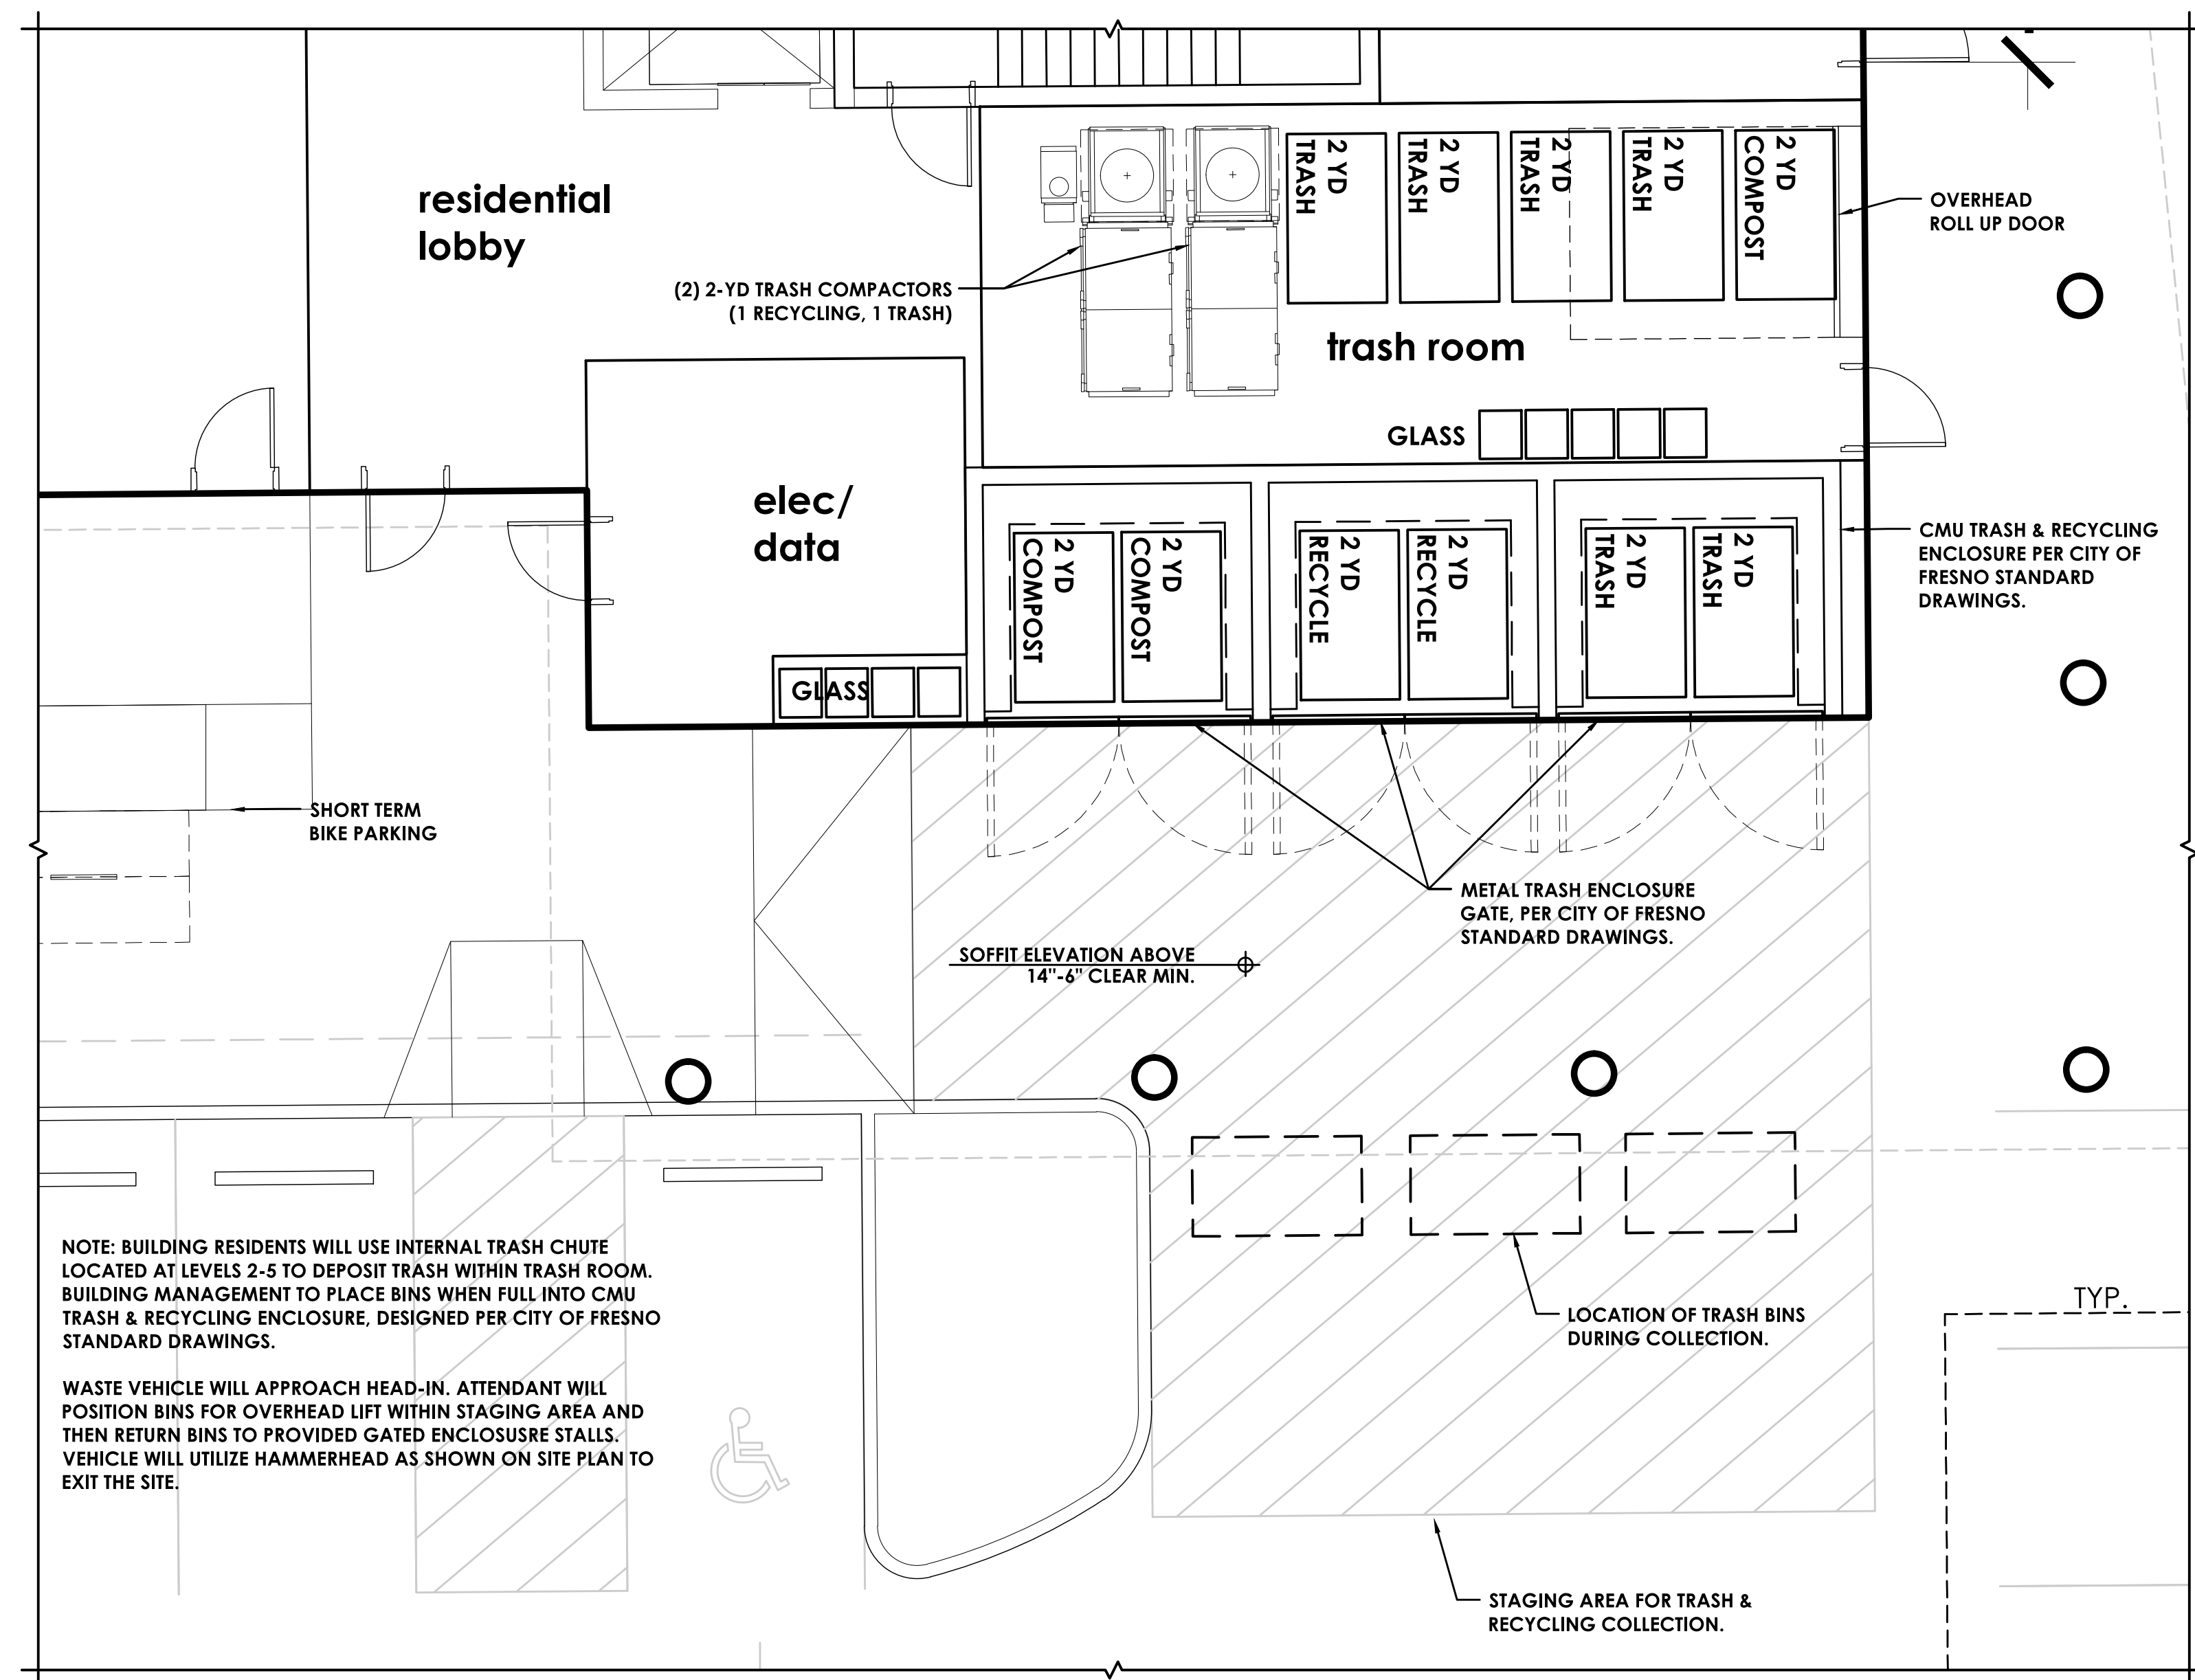 residential
lobby
(2) 2-YD TRASH COMPACTORS
(1 RECYCLING, 1 TRASH)
2 YD
TRASH
2 YD
TRASH
2 YD
TRASH
2 YD
TRASH
2 YD
COMPOST
OVERHEAD
ROLL UP DOOR
trash room
GLASS
elec/
data
GLASS
2 YD
COMPOST
2 YD
COMPOST
2 YD
RECYCLE
2 YD
RECYCLE
2 YD
TRASH
2 YD
TRASH
CMU TRASH & RECYCLING
ENCLOSURE PER CITY OF
FRESNO STANDARD
DRAWINGS.
SHORT TERM
BIKE PARKING
METAL TRASH ENCLOSURE
GATE, PER CITY OF FRESNO
STANDARD DRAWINGS.
SOFFIT ELEVATION ABOVE
14"-6" CLEAR MIN.
NOTE: BUILDING RESIDENTS WILL USE INTERNAL TRASH CHUTE
LOCATED AT LEVELS 2-5 TO DEPOSIT TRASH WITHIN TRASH ROOM.
BUILDING MANAGEMENT TO PLACE BINS WHEN FULL INTO CMU
TRASH & RECYCLING ENCLOSURE, DESIGNED PER CITY OF FRESNO
STANDARD DRAWINGS.
WASTE VEHICLE WILL APPROACH HEAD-IN. ATTENDANT WILL
POSITION BINS FOR OVERHEAD LIFT WITHIN STAGING AREA AND
THEN RETURN BINS TO PROVIDED GATED ENCLOSUSRE STALLS.
VEHICLE WILL UTILIZE HAMMERHEAD AS SHOWN ON SITE PLAN TO
EXIT THE SITE.
LOCATION OF TRASH BINS
DURING COLLECTION.
TYP.
STAGING AREA FOR TRASH &
RECYCLING COLLECTION.